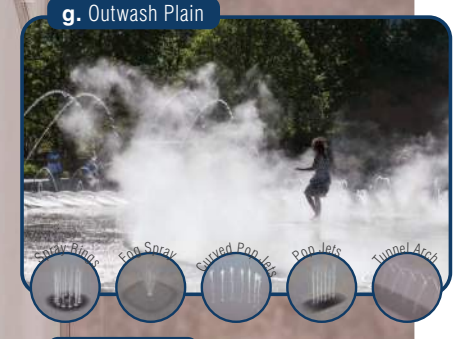 g. Outwash Plain
Spray Rings
Fog Spray
Curved Pop Jets
Pop Jets
Tunnel Arch